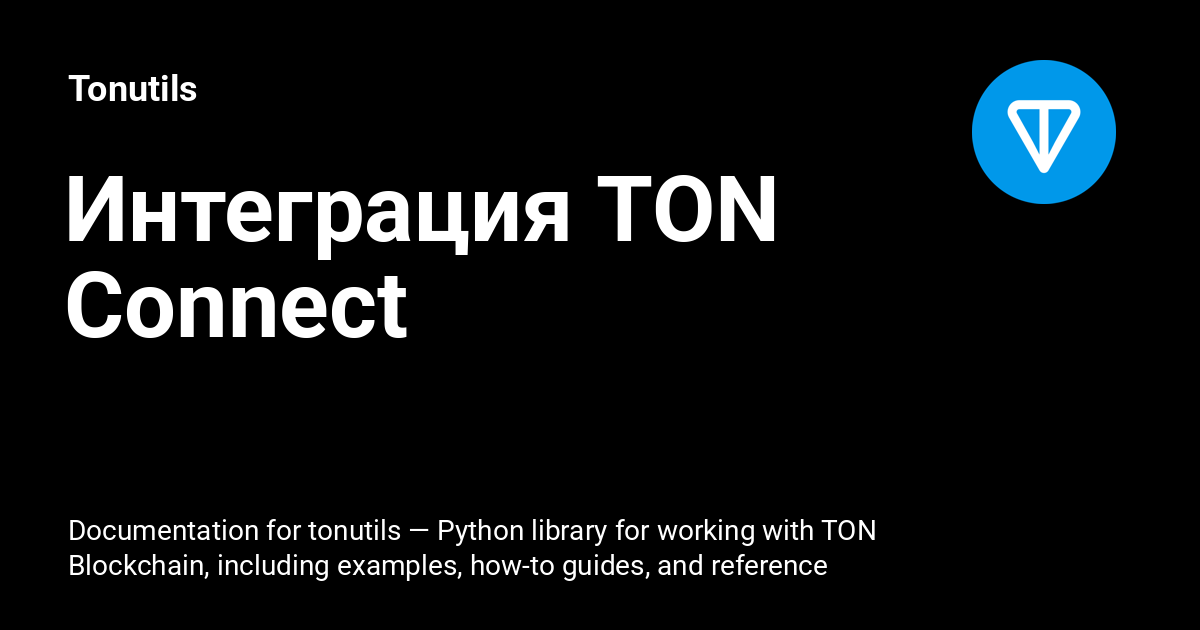 Tonutils
Интеграция TON
Connect
Documentation for tonutils — Python library for working with TON
Blockchain, including examples, how-to guides, and reference